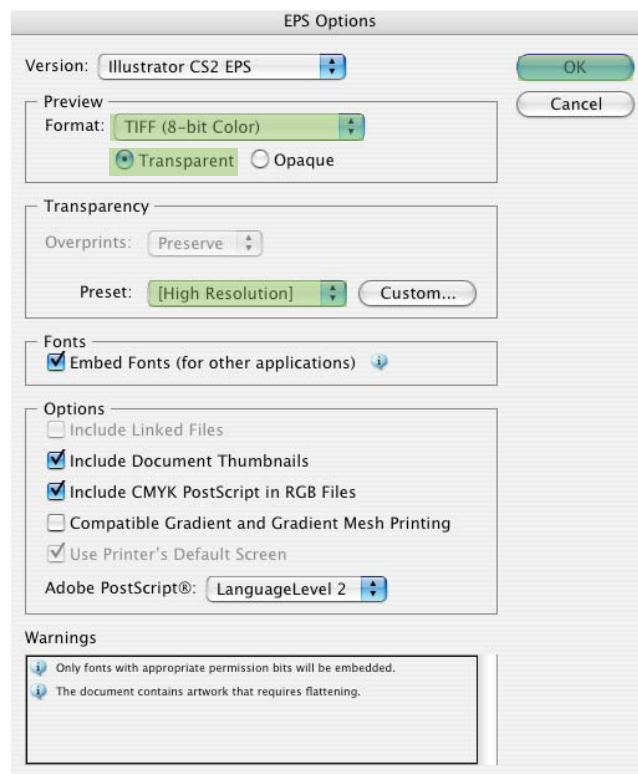 EPS Options
Version: Illustrator CS2 EPS
OK
Cancel
Preview
Format: TIFF (8-bit Color)
Transparent Opaque
Transparency
Overprints: Preserve
Preset: [High Resolution] Custom...
Fonts
Embed Fonts (for other applications)
Options
Include Linked Files
Include Document Thumbnails
Include CMYK PostScript in RGB Files
Compatible Gradient and Gradient Mesh Printing
Use Printer's Default Screen
Adobe PostScript®: LanguageLevel 2
Warnings
Only fonts with appropriate permission bits will be embedded.
The document contains artwork that requires flattening.